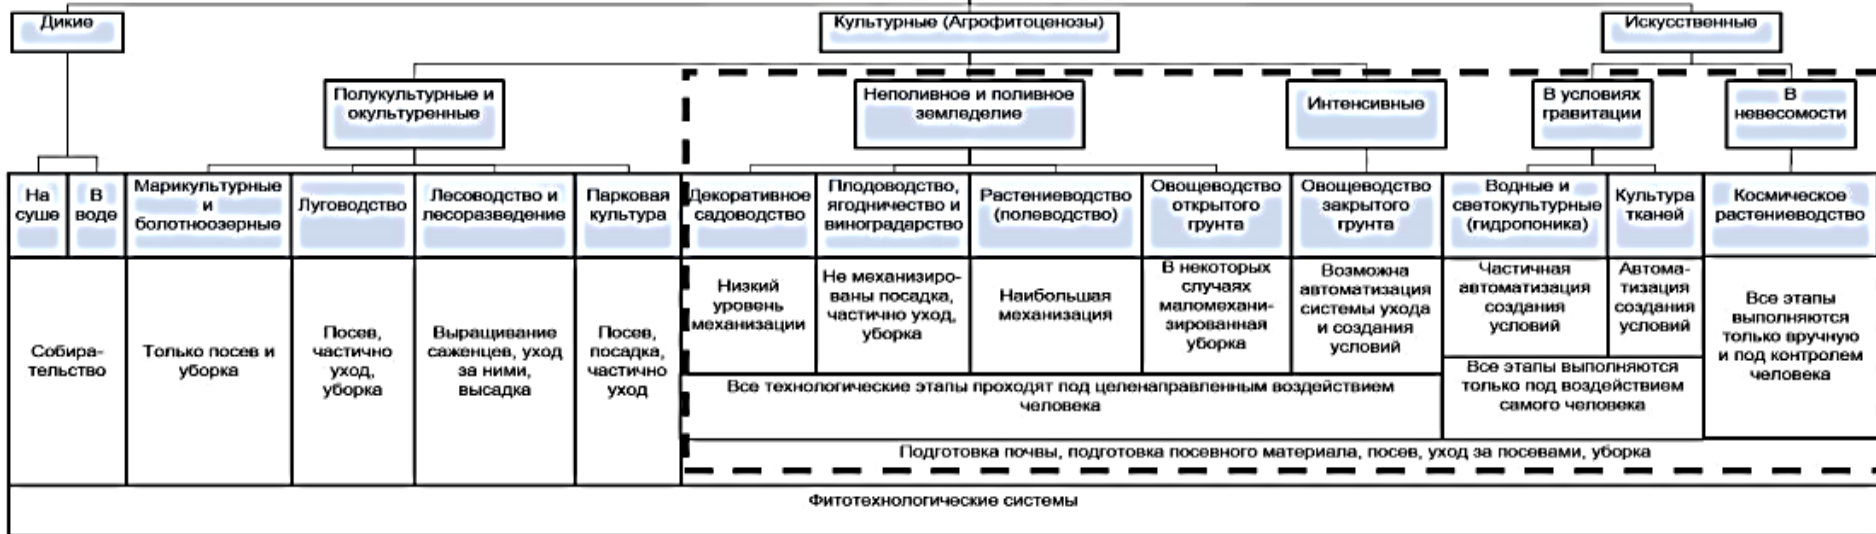 Дикие
Культурные (Агрофитоценозы)
Искусственные
Полукультурные и
окультуренные
Неполивное и поливное
земледелие
Интенсивные
В условиях
гравитации
В
невесомости
На
суше
В
воде
Марикультурные
и
болотноозерные
Луговодство
Лесоводство и
лесоразведение
Парковая
культура
Декоративное
садоводство
Плодоводство,
ягодничество и
виноградарство
Растениеводство
(полеводство)
Овощеводство
открытого
грунта
Овощеводство
закрытого
грунта
Водные и
светокультурные
(гидропоника)
Культура
тканей
Космическое
растениеводство
Собира-
тельство
Только посев и
уборка
Посев,
частично
уход,
уборка
Выращивание
саженцев, уход
за ними,
высадка
Посев,
посадка,
частично
уход
Низкий
уровень
механизации
Не механизиро-
ваны посадка,
частично уход,
уборка
Наибольшая
механизация
В некоторых
случаях
маломехани-
зированная
уборка
Возможна
автоматизация
системы ухода
и создания
условий
Частичная
автоматизация
создания
условий
Автома-
тизация
создания
условий
Все этапы
выполняются
только вручную
и под контролем
человека
Все технологические этапы проходят под целенаправленным воздействием
человека
Все этапы выполняются
только под воздействием
самого человека
Подготовка почвы, подготовка посевного материала, посев, уход за посевами, уборка
Фитотехнологические системы